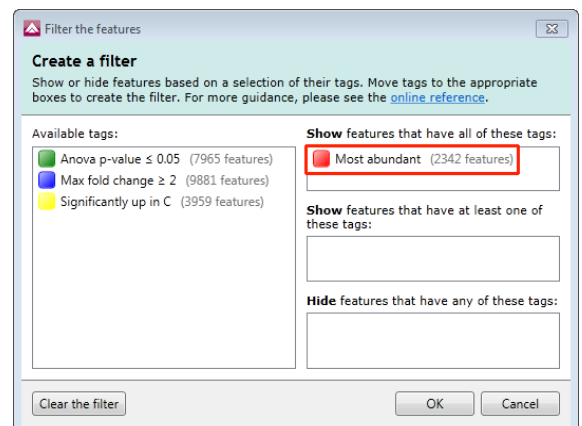 Filter the features
Create a filter
Show or hide features based on a selection of their tags. Move tags to the appropriate
boxes to create the filter. For more guidance, please see the online reference.
Available tags:
Anova p-value ≤ 0.05 (7965 features)
Max fold change ≥ 2 (9881 features)
Significantly up in C (3959 features)
Show features that have all of these tags:
Most abundant (2342 features)
Show features that have at least one of
these tags:
Hide features that have any of these tags:
Clear the filter
OK
Cancel